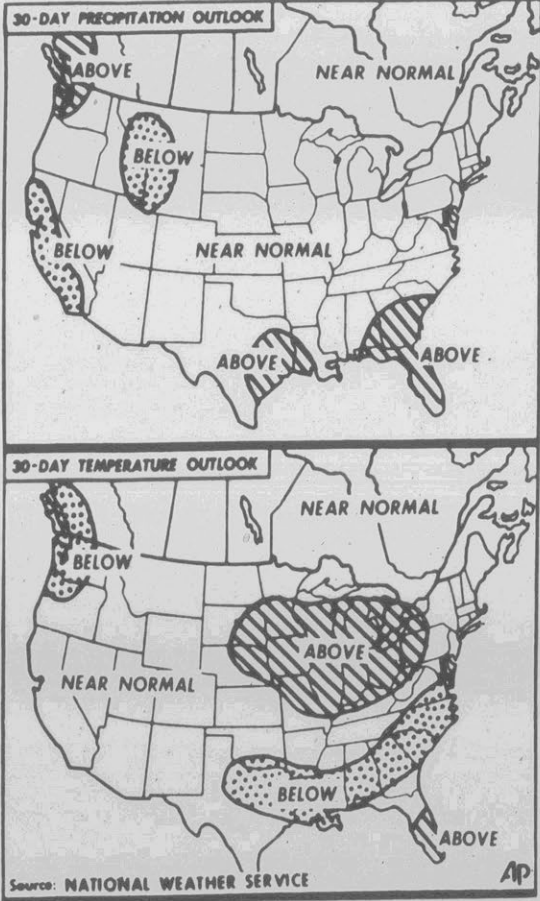 30-DAY PRECIPITATION OUTLOOK
ABOVE
NEAR NORMAL
BELOW
BELOW
NEAR NORMAL
ABOVE
ABOVE
30-DAY TEMPERATURE OUTLOOK
NEAR NORMAL
BELOW
ABOVE
NEAR NORMAL
BELOW
ABOVE
Source: NATIONAL WEATHER SERVICE
AP